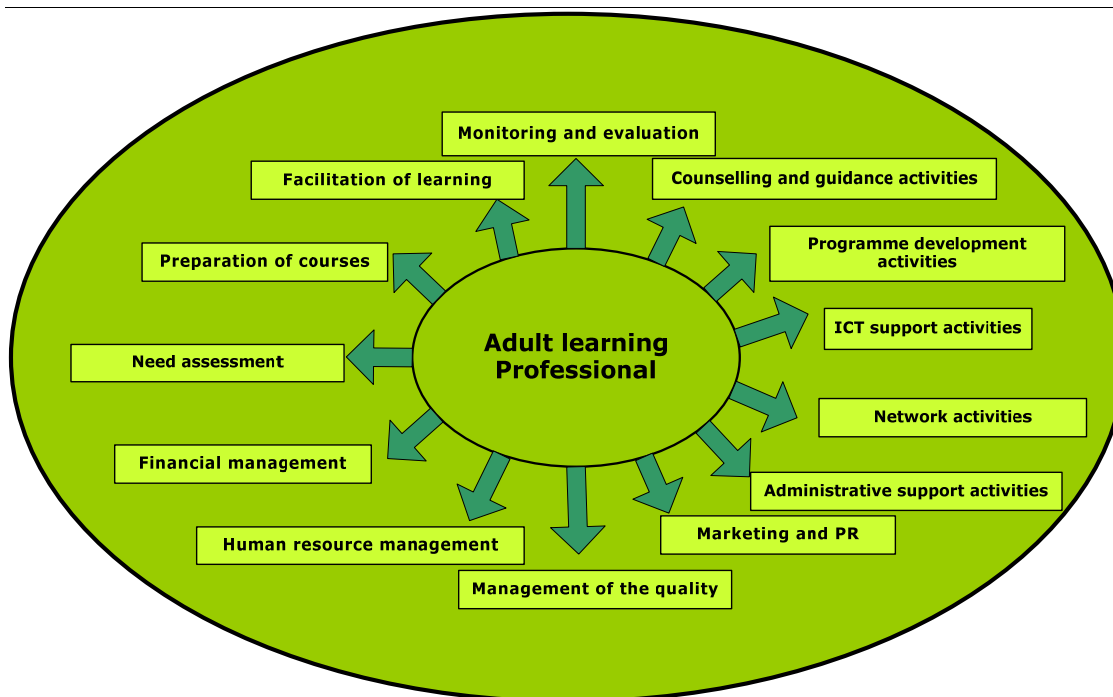 Monitoring and evaluation
Facilitation of learning
Counselling and guidance activities
Preparation of courses
Programme development
activities
ICT support activities
Adult learning
Professional
Need assessment
Network activities
Financial management
Administrative support activities
Human resource management
Marketing and PR
Management of the quality